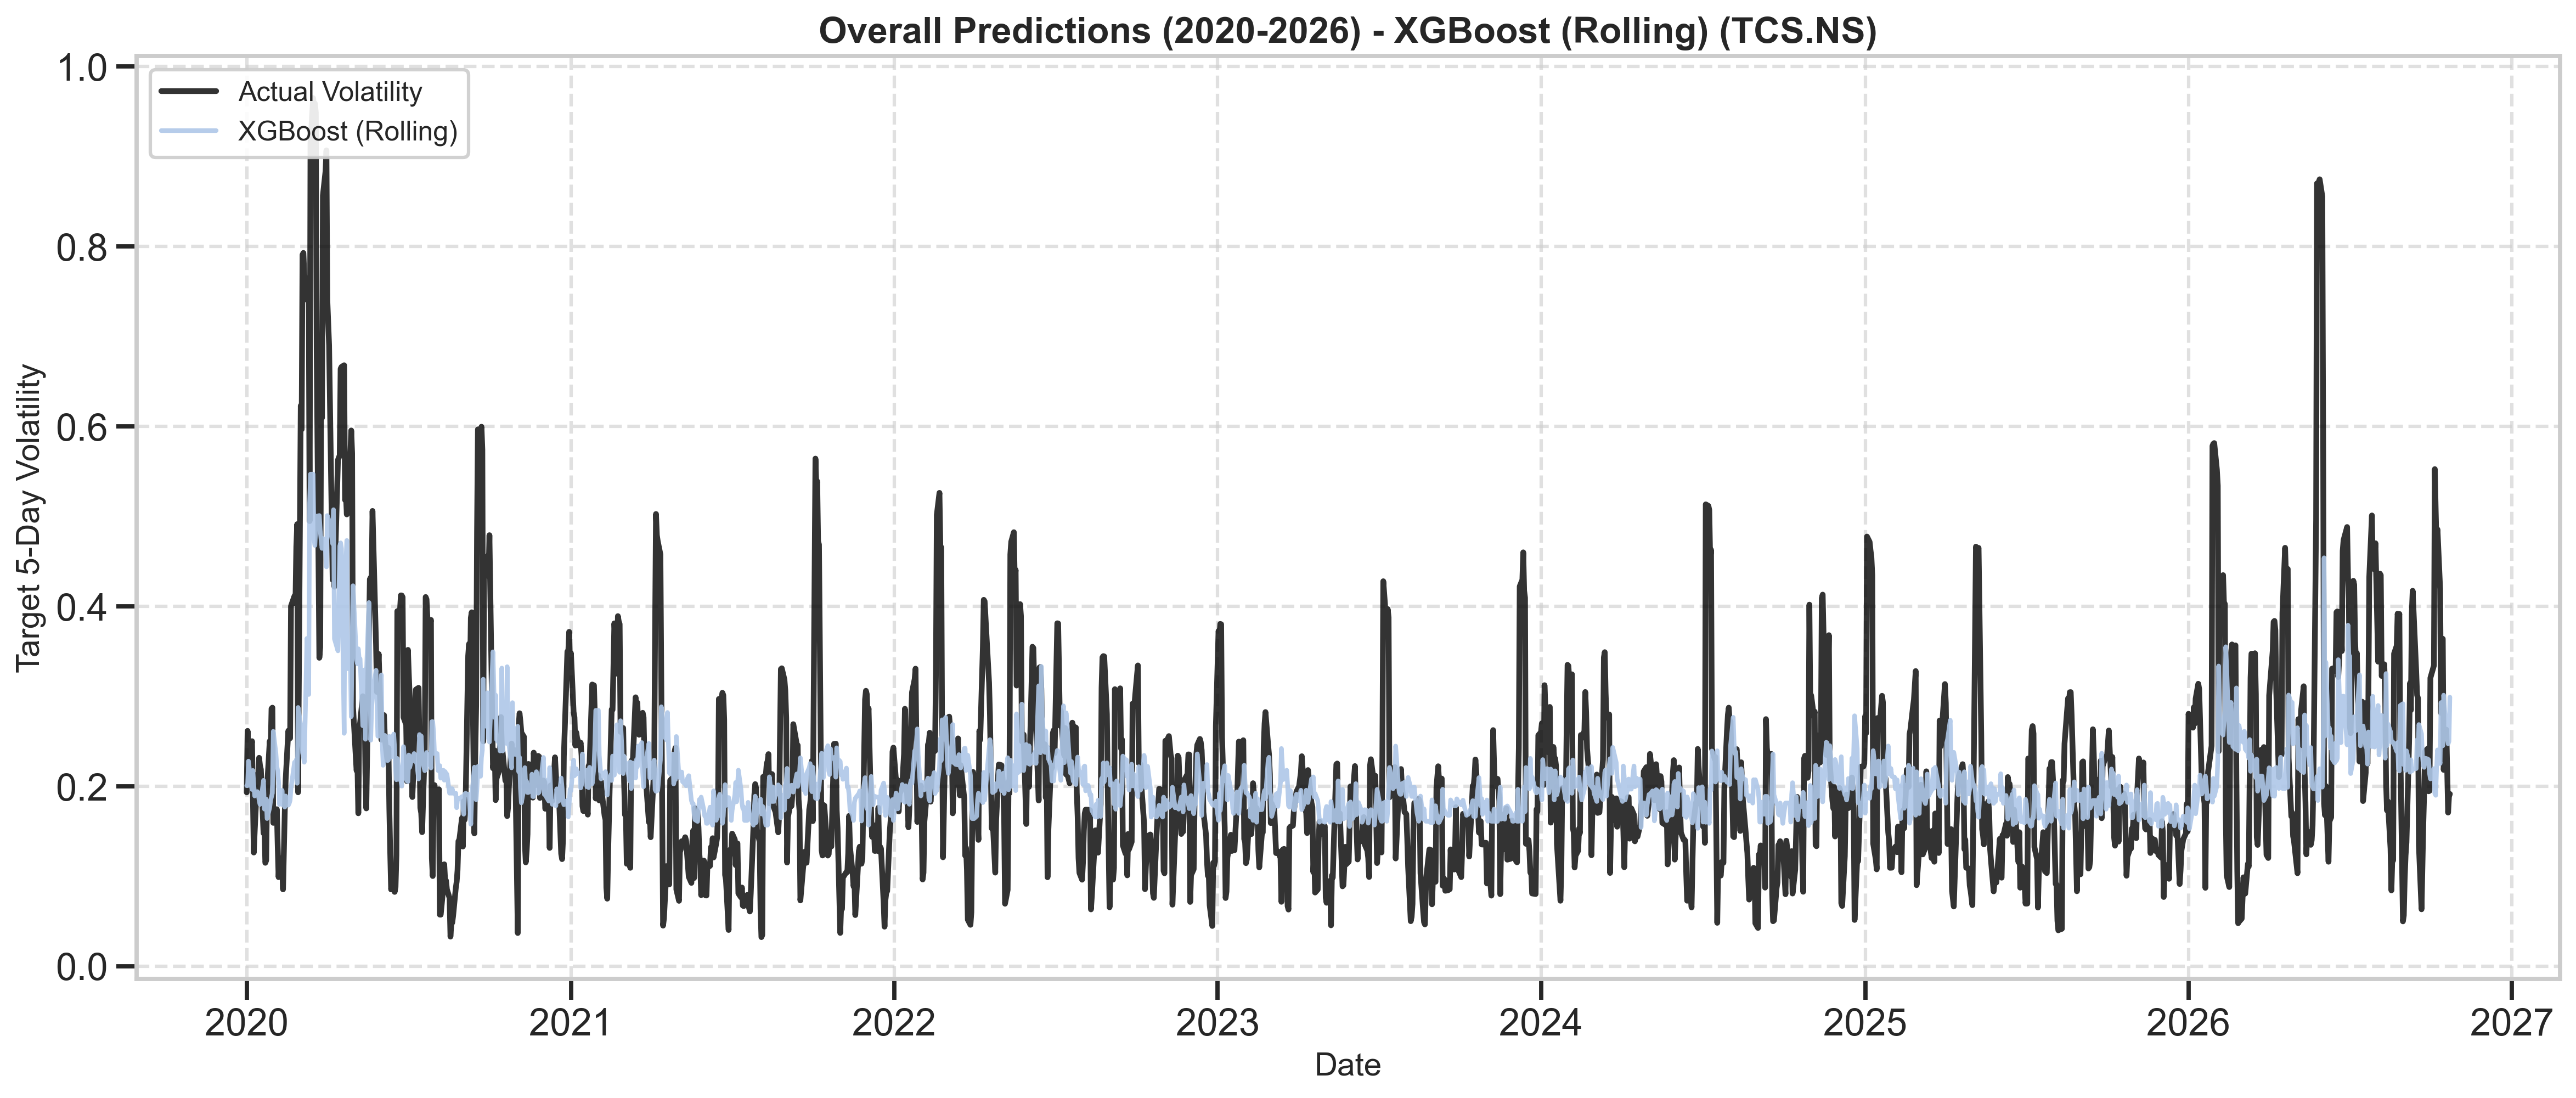 Overall Predictions (2020-2026) - XGBoost (Rolling) (TCS.NS)
Actual Volatility
XGBoost (Rolling)
Target 5-Day Volatility
1.0
0.8
0.6
0.4
0.2
0.0
2020 2021 2022 2023 2024 2025 2026 2027
Date